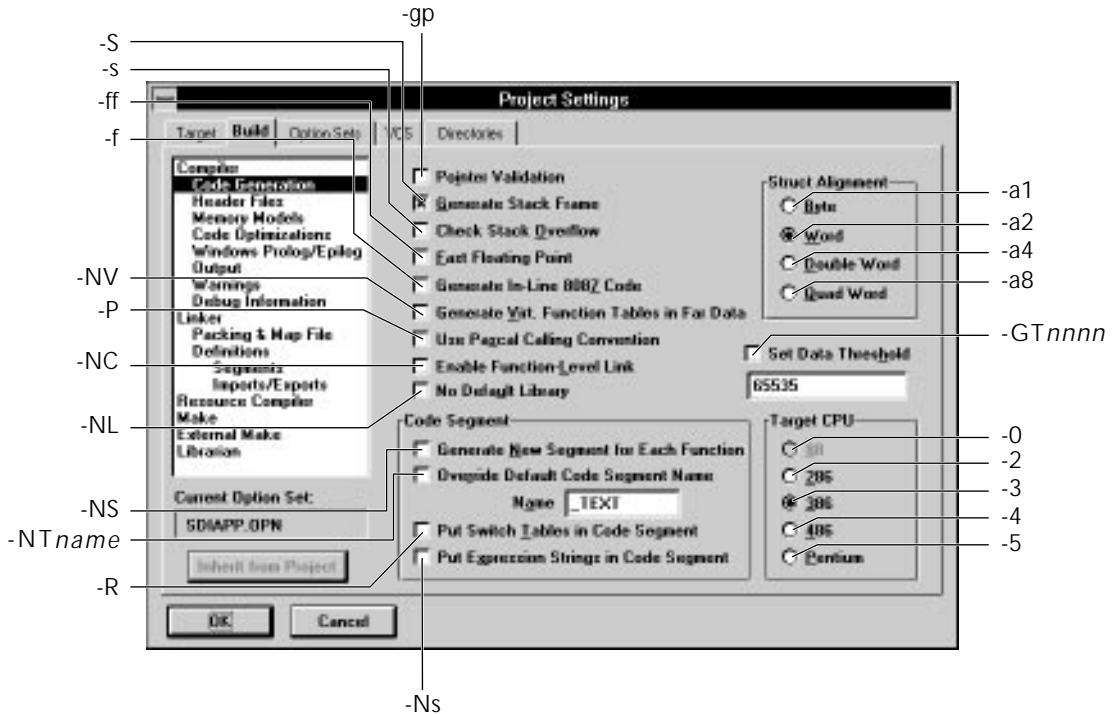 -gp
-S
-s
-ff
-f
-NV
-P
-NC
-NL
-NS
-NTname
-R
Project Settings
Target Build Option Sets VCS Directories
Compiler
Code Generation
Header Files
Memory Models
Code Optimizations
Windows Prolog/Epilog
Output
Warnings
Debug Information
Linker
Packing & Map File
Definitions
Segments
Imports/Exports
Resource Compiler
Make
External Make
Librarian
Current Option Set:
SDIAPP.OPN
Inherit from Project
OK Cancel
Pointer Validation
Generate Stack Frame
Check Stack Overflow
Fast Floating Point
Generate In-Line 8087 Code
Generate Virt. Function Tables in Far Data
Use Pascal Calling Convention
Enable Function-Level Link
No Default Library
Code Segment
Generate New Segment for Each Function
Override Default Code Segment Name
Name _TEXT
Put Switch Tables in Code Segment
Put Expression Strings in Code Segment
Struct Alignment
Byte
Word
Double Word
Quad Word
Set Data Threshold
65535
Target CPU
286
386
486
Pentium
-a1
-a2
-a4
-a8
-GTnnnn
-0
-2
-3
-4
-5
-Ns